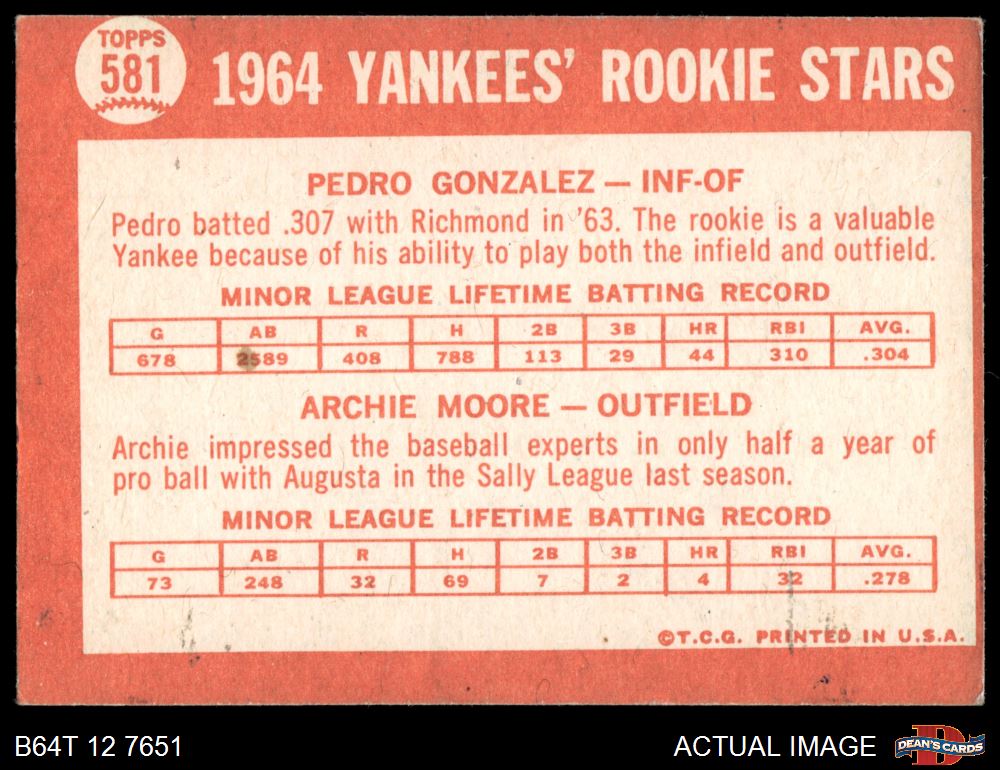 TOPPS
581
1964 YANKEES' ROOKIE STARS
PEDRO GONZALEZ — INF-OF
Pedro batted .307 with Richmond in '63. The rookie is a valuable
Yankee because of his ability to play both the infield and outfield.
MINOR LEAGUE LIFETIME BATTING RECORD
G AB R H 2B 3B HR RBI AVG.
678 2589 408 788 113 29 44 310 .304
ARCHIE MOORE — OUTFIELD
Archie impressed the baseball experts in only half a year of
pro ball with Augusta in the Sally League last season.
MINOR LEAGUE LIFETIME BATTING RECORD
G AB R H 2B 3B HR RBI AVG.
73 248 32 69 7 2 4 32 .278
©T.C.G. PRINTED IN U.S.A.
B64T 12 7651
ACTUAL IMAGE
D
DEAN'S CARDS